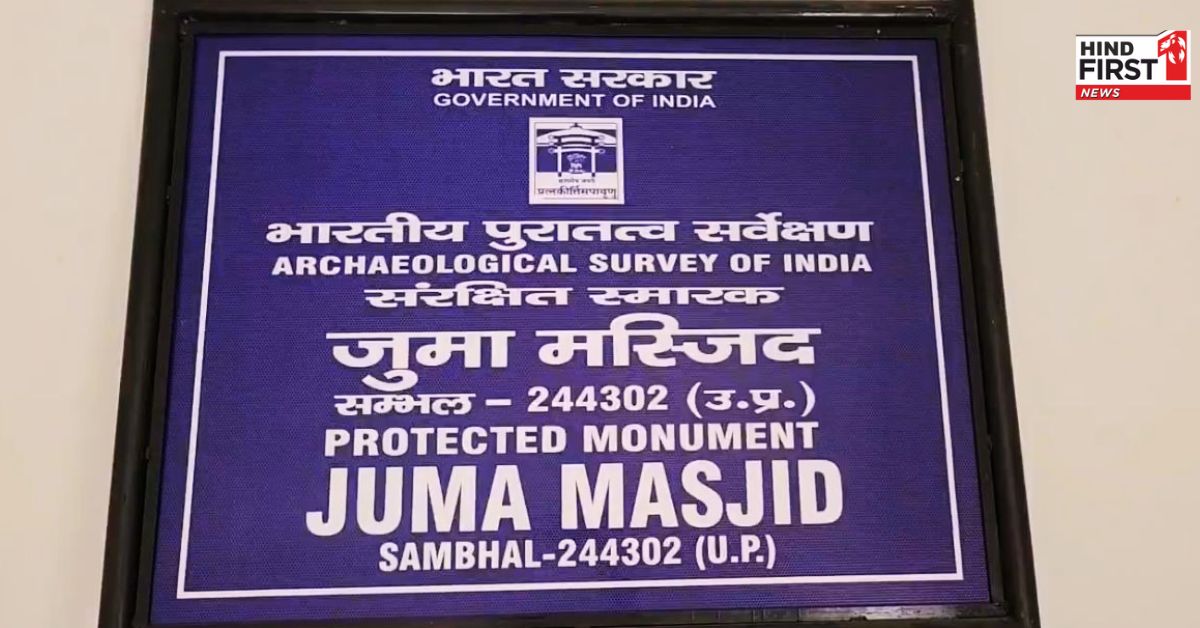 भारत सरकार
GOVERNMENT OF INDIA
प्रत्नकीर्तिमपावृणु
भारतीय पुरातत्व सर्वेक्षण
ARCHAEOLOGICAL SURVEY OF INDIA
संरक्षित स्मारक
जुमा मस्जिद
सम्भल – 244302 (उ.प्र.)
PROTECTED MONUMENT
JUMA MASJID
SAMBHAL-244302 (U.P.)
HIND
FIRST
NEWS